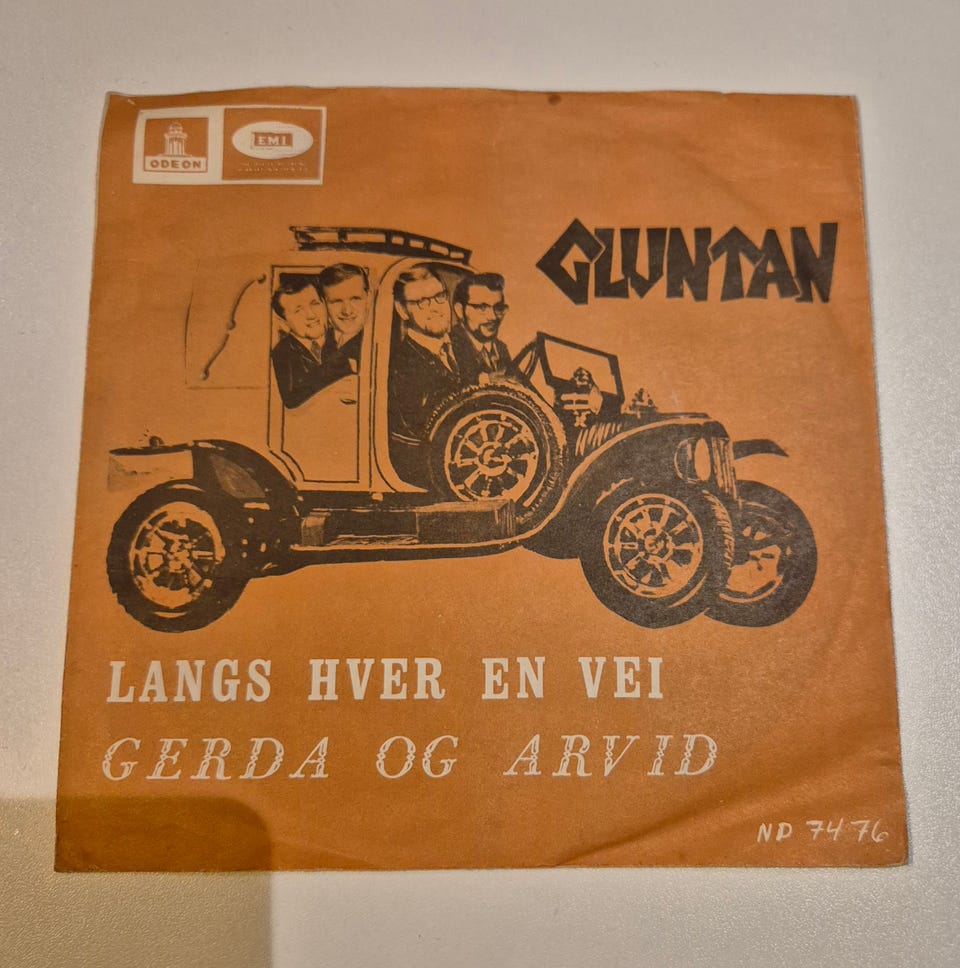 ODEON
EMI
GLUNTAN
LANGS HVER EN VEI
GERDA OG ARVID
ND 7476